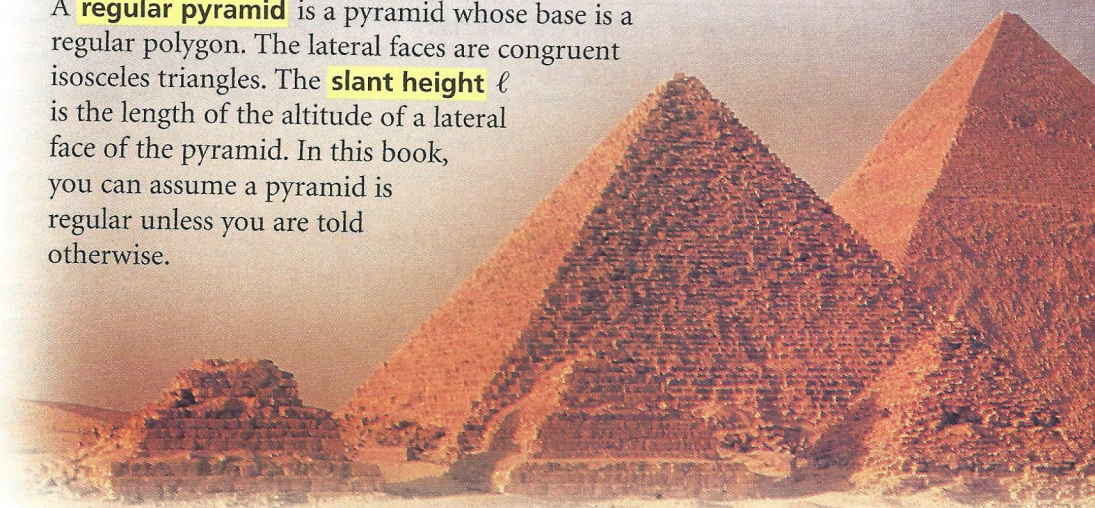 A regular pyramid is a pyramid whose base is a
regular polygon. The lateral faces are congruent
isosceles triangles. The slant height ℓ
is the length of the altitude of a lateral
face of the pyramid. In this book,
you can assume a pyramid is
regular unless you are told
otherwise.